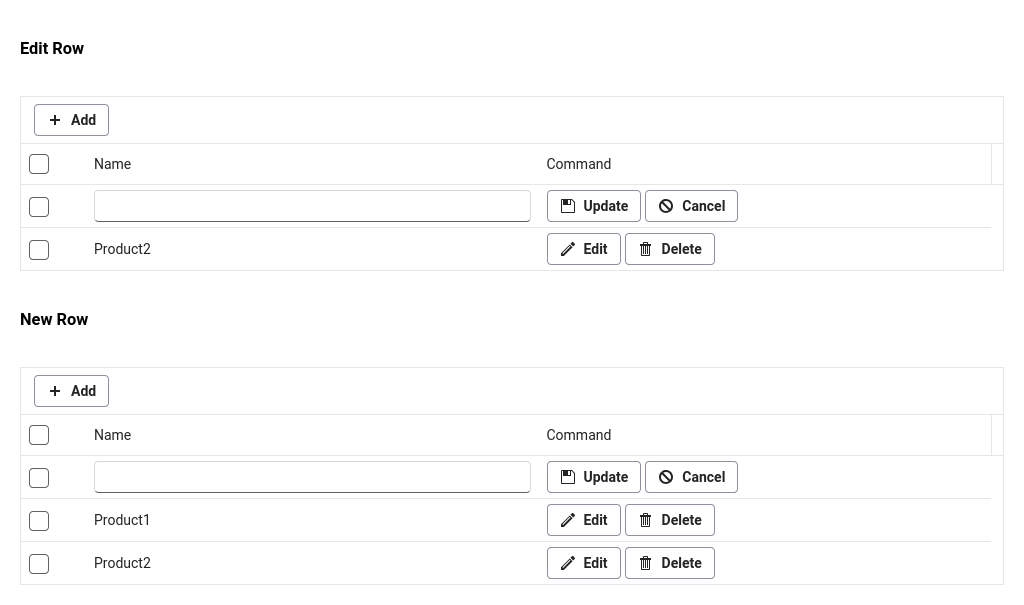 Edit Row
Add
Name Command
Update Cancel
Product2 Edit Delete
New Row
Add
Name Command
Update Cancel
Product1 Edit Delete
Product2 Edit Delete